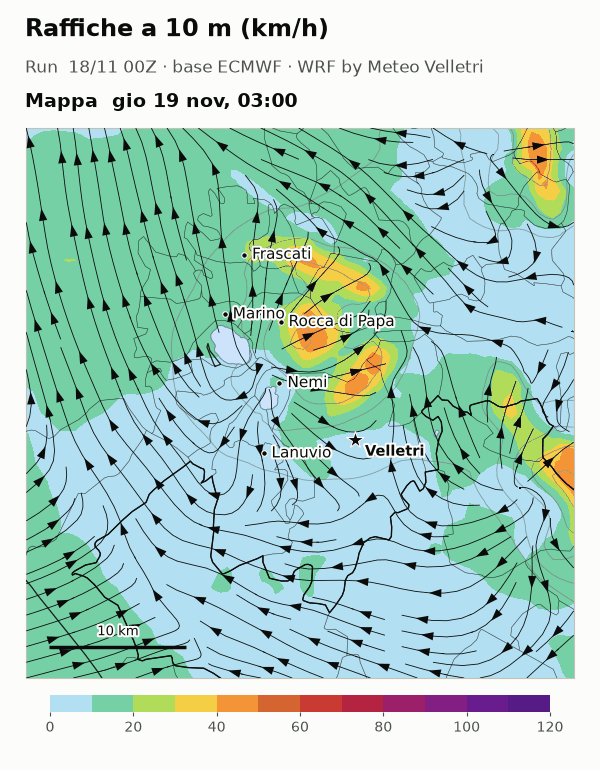 Raffiche a 10 m (km/h)
Run  18/11 00Z · base ECMWF · WRF by Meteo Velletri
Mappa  gio 19 nov, 03:00
Frascati
Marino
Rocca di Papa
Nemi
Velletri
Lanuvio
10 km
0 20 40 60 80 100 120